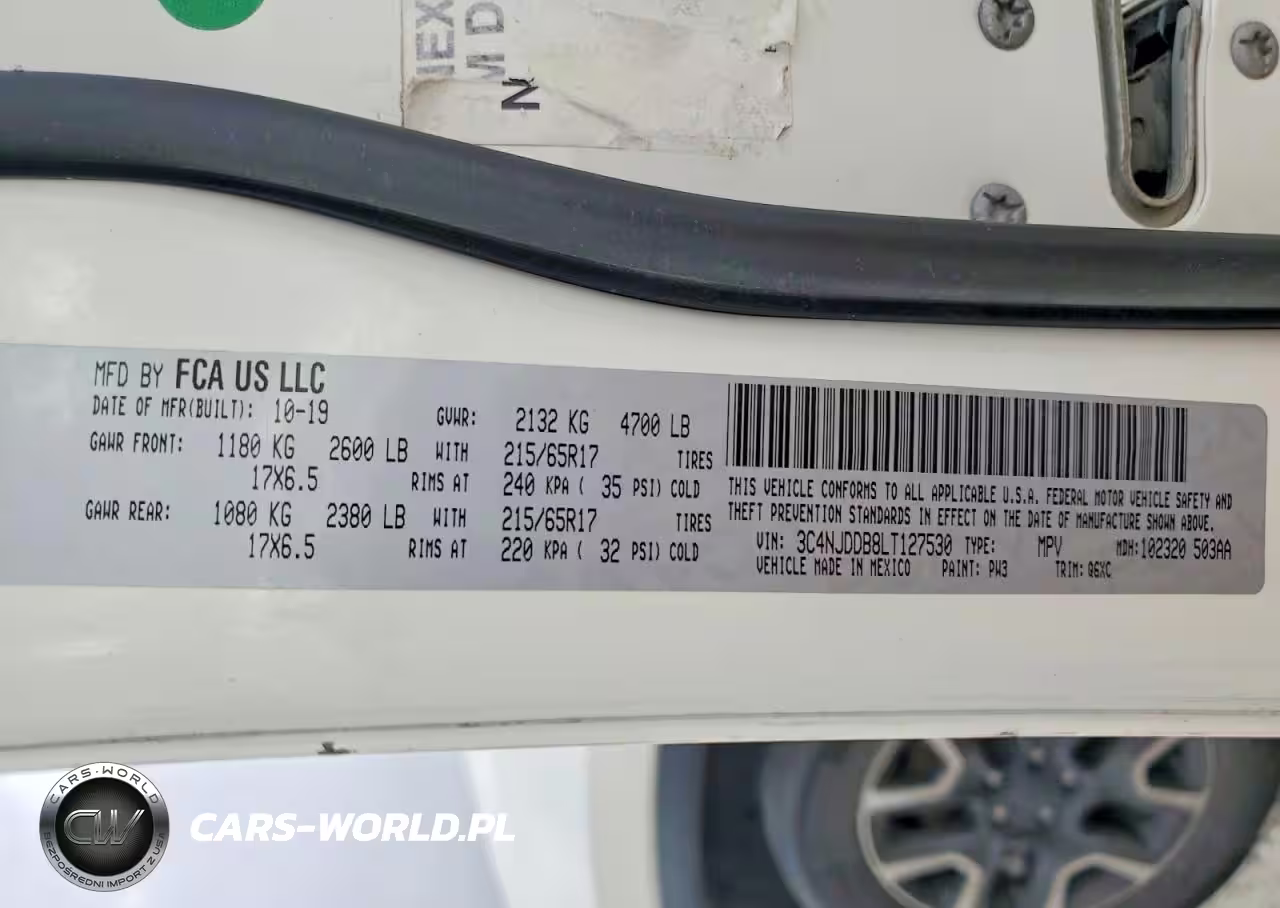 N
MFD BY FCA US LLC
DATE OF MFR(BUILT): 10-19 GVWR: 2132 KG 4700 LB
GAWR FRONT: 1180 KG 2600 LB WITH 215/65R17 TIRES
17X6.5 RIMS AT 240 KPA ( 35 PSI) COLD
GAWR REAR: 1080 KG 2380 LB WITH 215/65R17 TIRES
17X6.5 RIMS AT 220 KPA ( 32 PSI) COLD
THIS VEHICLE CONFORMS TO ALL APPLICABLE U.S.A. FEDERAL MOTOR VEHICLE SAFETY AND
THEFT PREVENTION STANDARDS IN EFFECT ON THE DATE OF MANUFACTURE SHOWN ABOVE.
VIN: 3C4NJDDB8LT127530 TYPE: MPV MDH:102320 503AA
VEHICLE MADE IN MEXICO PAINT: PW3 TRIM: Q6XC
CARS-WORLD
CW
BEZPOŚREDNI IMPORT Z USA
CARS-WORLD.PL